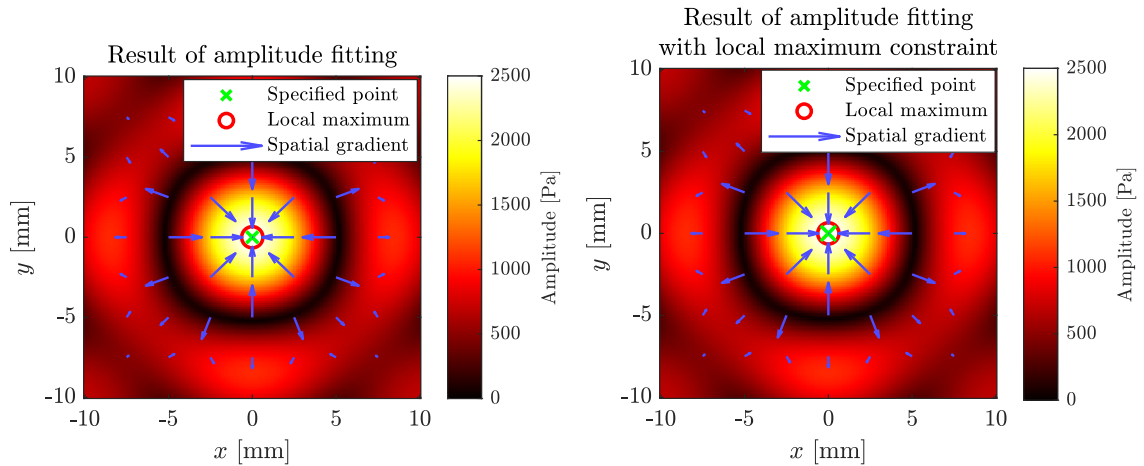 Result of amplitude fitting
10
5
0
-5
-10
y [mm]
-10
-5
0
5
10
x [mm]
Specified point
Local maximum
Spatial gradient
2500
2000
1500
1000
500
0
Amplitude [Pa]
Result of amplitude fitting
with local maximum constraint
10
5
0
-5
-10
y [mm]
-10
-5
0
5
10
x [mm]
Specified point
Local maximum
Spatial gradient
2500
2000
1500
1000
500
0
Amplitude [Pa]